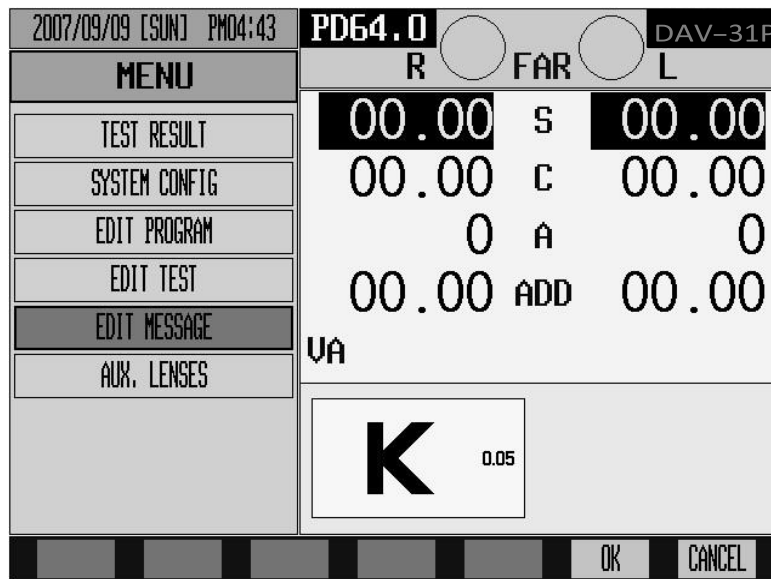 2007/09/09 [SUN] PM04:43
MENU
TEST RESULT
SYSTEM CONFIG
EDIT PROGRAM
EDIT TEST
EDIT MESSAGE
AUX. LENSES
PD64.0
DAV-31P
R FAR L
00.00 S 00.00
00.00 C 00.00
0 A 0
00.00 ADD 00.00
VA
K 0.05
OK CANCEL